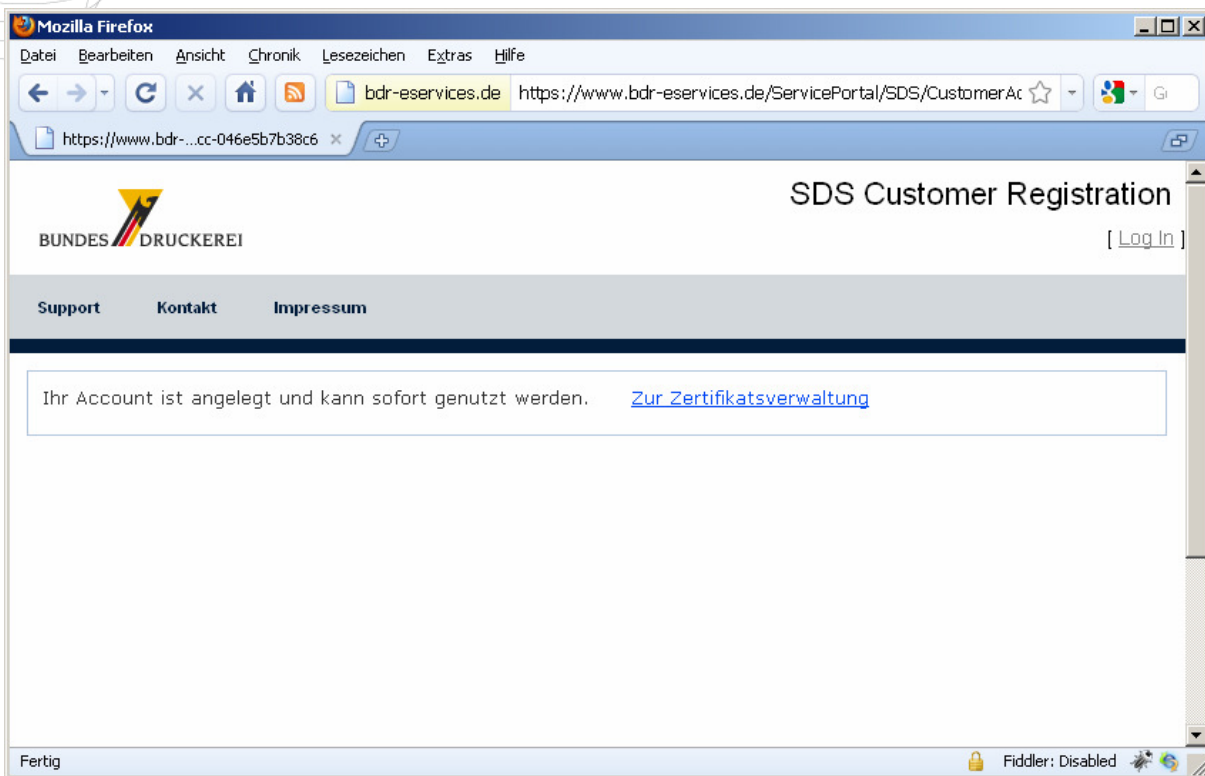 Mozilla Firefox
Datei Bearbeiten Ansicht Chronik Lesezeichen Extras Hilfe
bdr-eservices.de https://www.bdr-eservices.de/ServicePortal/SDS/CustomerAc
https://www.bdr-...cc-046e5b7b38c6
SDS Customer Registration
BUNDES DRUCKEREI
[ Log In ]
Support Kontakt Impressum
Ihr Account ist angelegt und kann sofort genutzt werden. Zur Zertifikatsverwaltung
Fertig Fiddler: Disabled